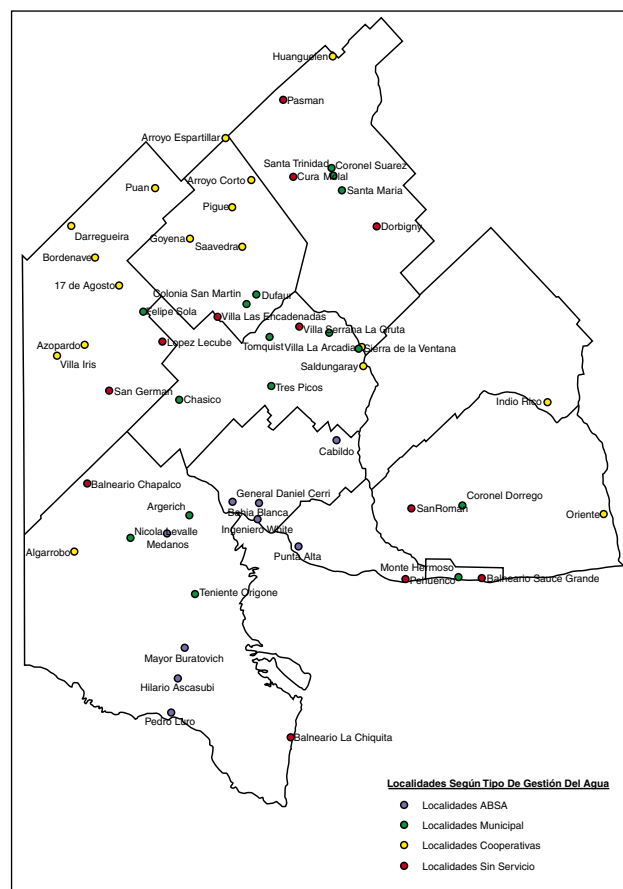 Huanguelen
Pasman
Arroyo Espartillar
Santa Trinidad
Coronel Suarez
Cura Malal
Arroyo Corto
Puan
Santa Maria
Pigue
Darregueira
Dorbigny
Goyena
Saavedra
Bordenave
17 de Agosto
Colonia San Martin
Dufaur
Felipe Sola
Villa Las Encadenadas
Villa Serrana La Gruta
Lopez Lecube
Azopardo
Tornquist
Villa La Arcadia
Sierra de la Ventana
Villa Iris
Saldungaray
San German
Tres Picos
Chasico
Indio Rico
Cabildo
Balneario Chapalco
General Daniel Cerri
Coronel Dorrego
SanRoman
Argerich
Bahia Blanca
Oriente
Ingeniero White
Nicola Levalle
Medanos
Algarrobo
Punta Alta
Monte Hermoso
Pehuenco
Balneario Sauce Grande
Teniente Origone
Mayor Buratovich
Hilario Ascasubi
Pedro Luro
Balneario La Chiquita
Localidades Según Tipo De Gestión Del Agua
Localidades ABSA
Localidades Municipal
Localidades Cooperativas
Localidades Sin Servicio